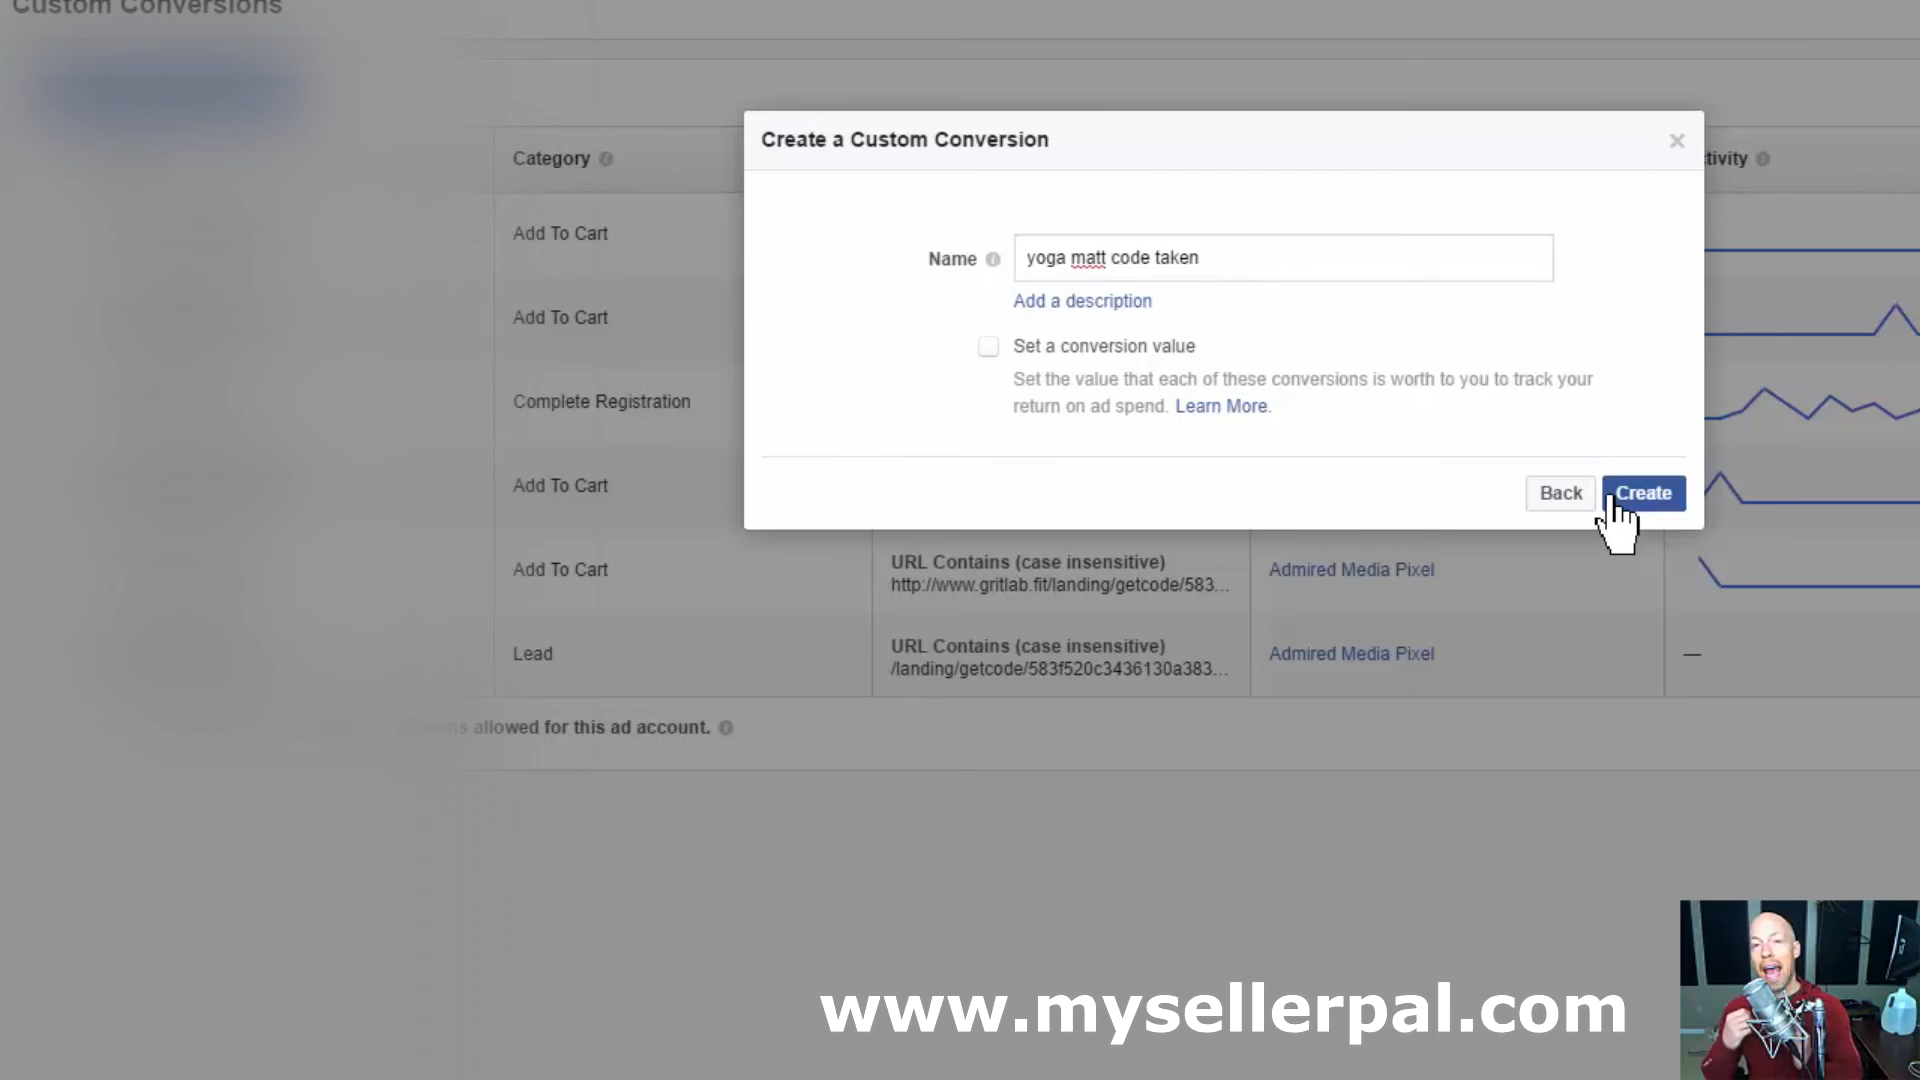 Custom Conversions
Create a Custom Conversion
Category
tivity
Add To Cart
Name
yoga matt code taken
Add a description
Add To Cart
Set a conversion value
Set the value that each of these conversions is worth to you to track your
return on ad spend. Learn More.
Complete Registration
Add To Cart
Back
Create
Add To Cart
URL Contains (case insensitive)
http://www.gritlab.fit/landing/getcode/583...
Admired Media Pixel
Lead
URL Contains (case insensitive)
/landing/getcode/583f520c3436130a383...
Admired Media Pixel
—
allowed for this ad account.
www.mysellerpal.com